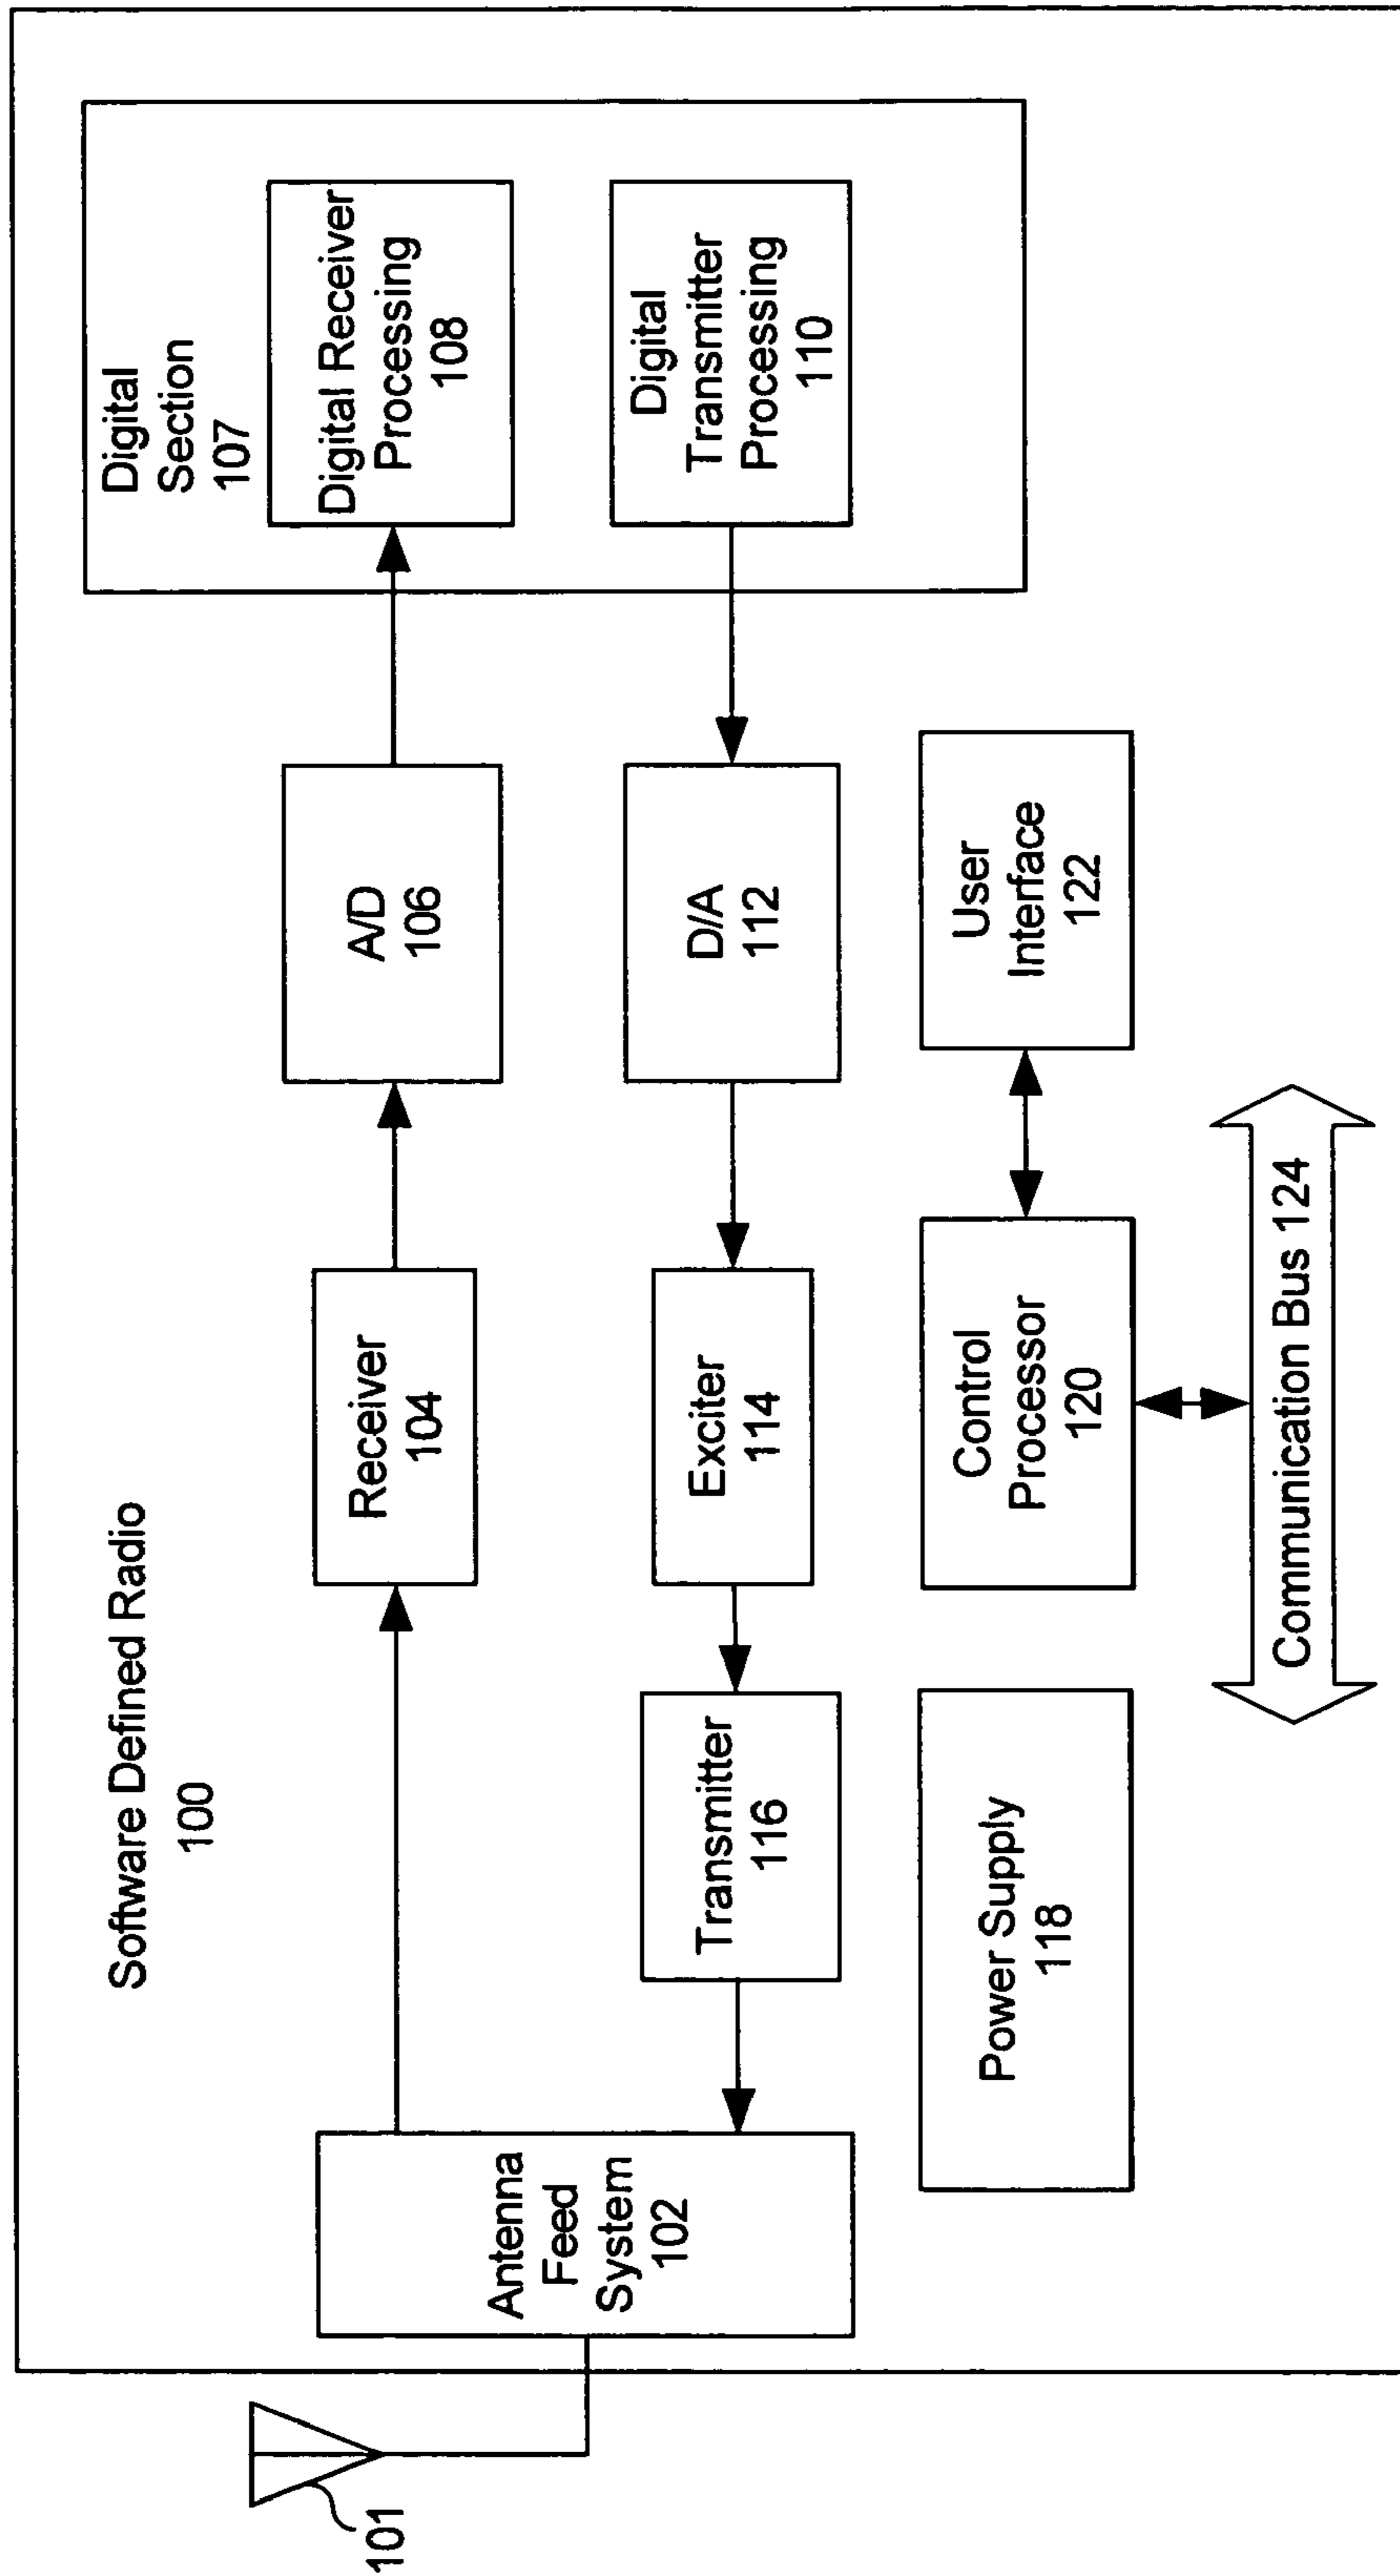 Software Defined Radio
100
Digital
Section
107
101
Antenna
Feed
System
102
Receiver
104
A/D
106
Digital Receiver
Processing
108
Transmitter
116
Exciter
114
D/A
112
Digital
Transmitter
Processing
110
Power Supply
118
Control
Processor
120
User
Interface
122
Communication Bus 124